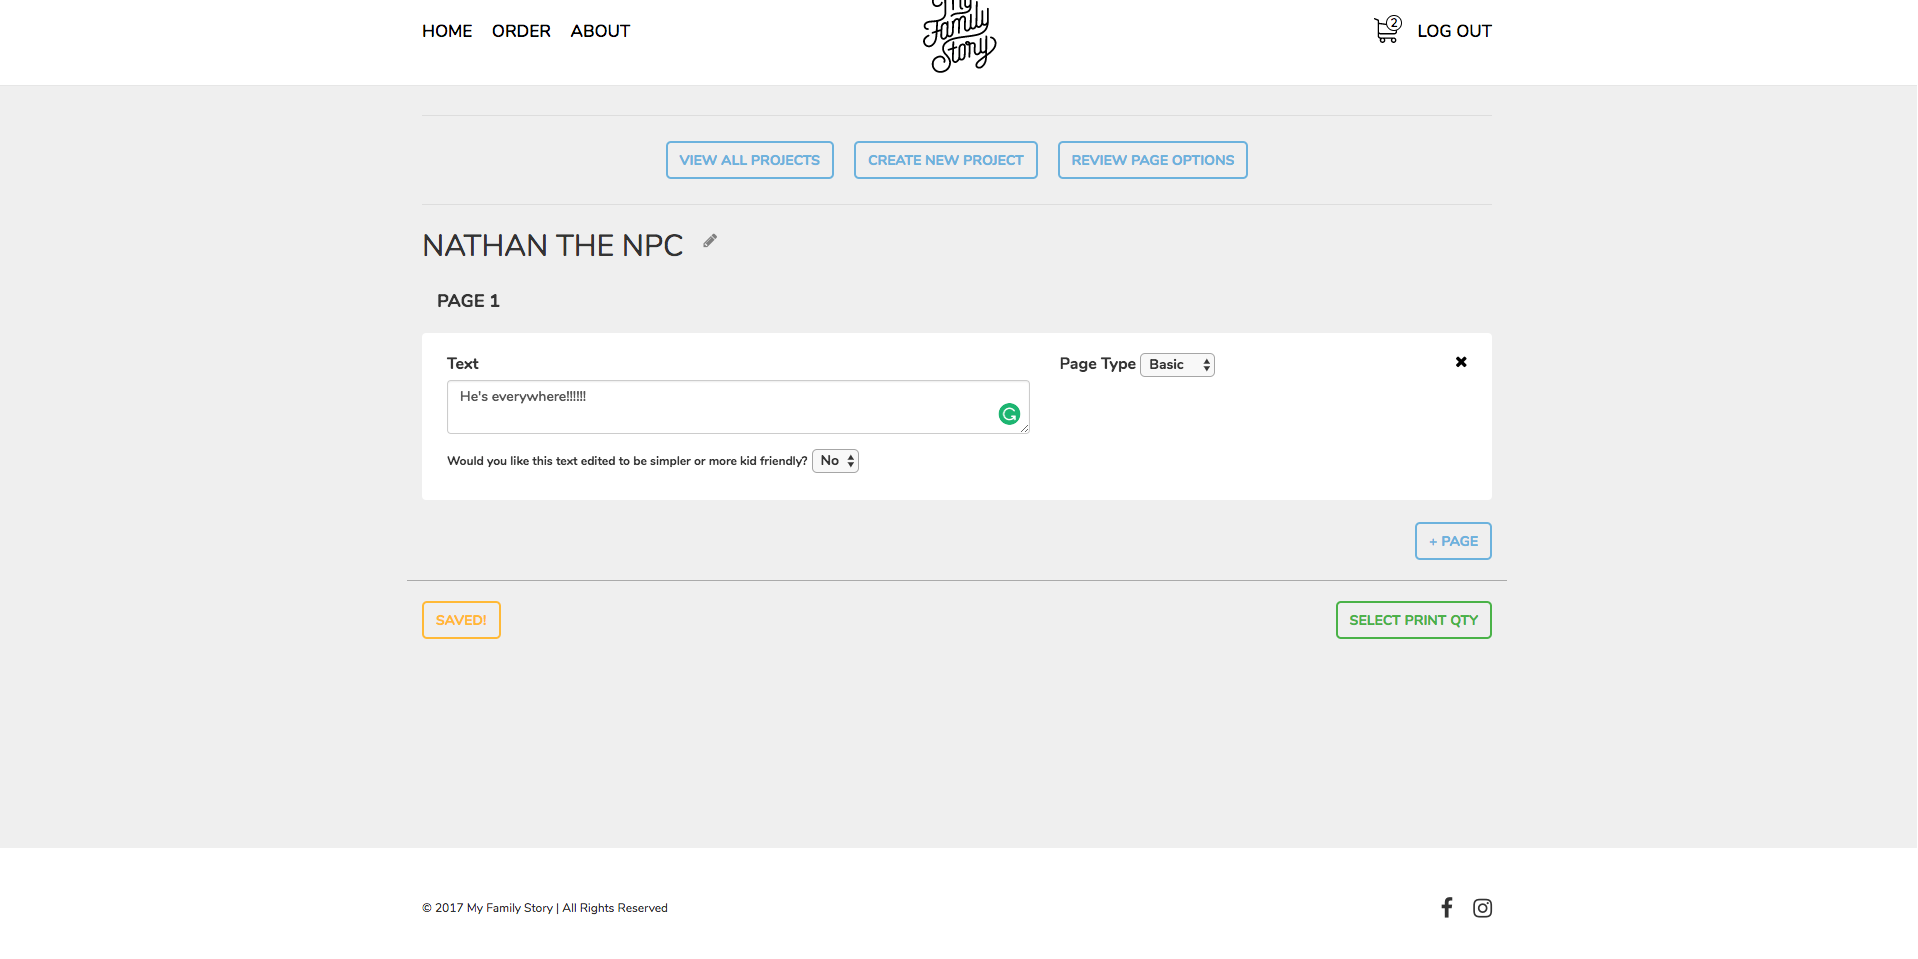 HOME ORDER ABOUT
My
Family
Story
2 LOG OUT
VIEW ALL PROJECTS CREATE NEW PROJECT REVIEW PAGE OPTIONS
NATHAN THE NPC
PAGE 1
Text Page Type Basic
He's everywhere!!!!!!
Would you like this text edited to be simpler or more kid friendly? No
+ PAGE
SAVED! SELECT PRINT QTY
© 2017 My Family Story | All Rights Reserved